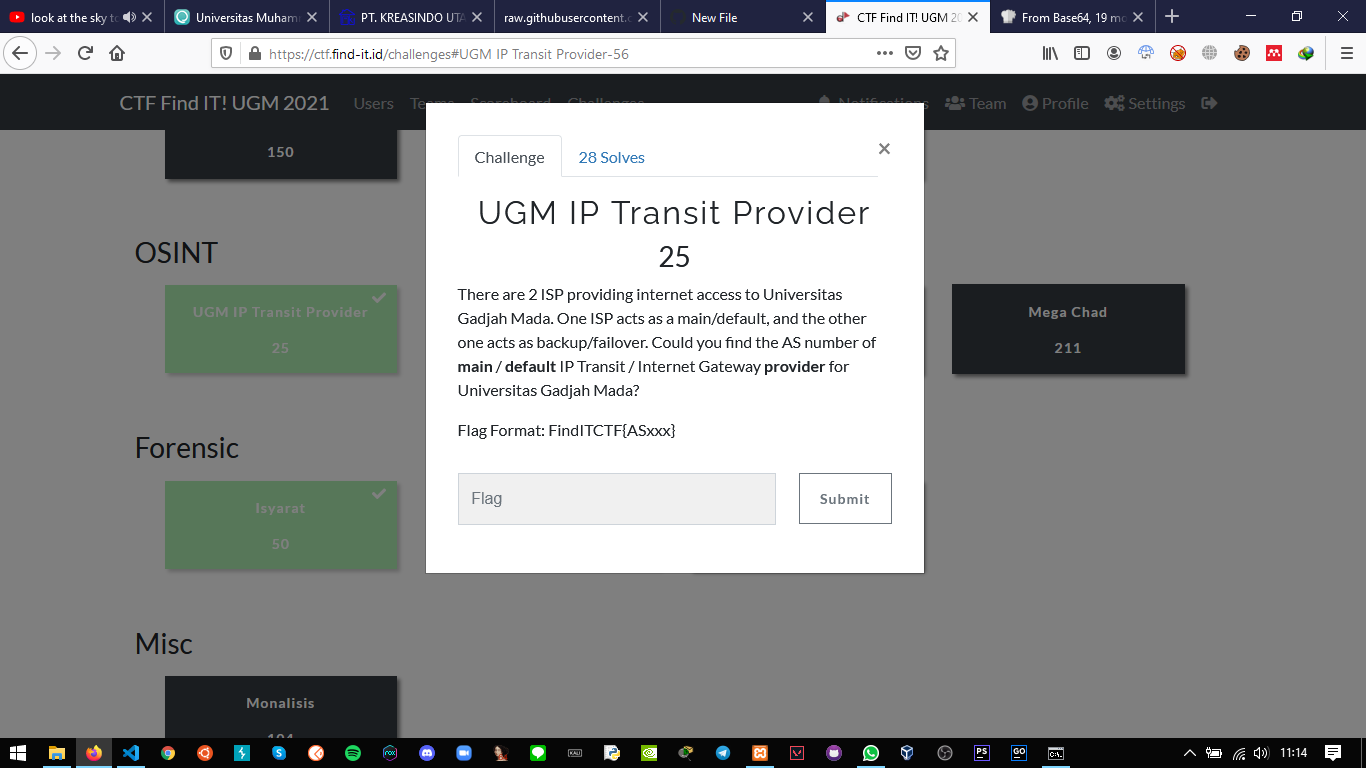 look at the sky to
Universitas Muham
PT. KREASINDO UTA
raw.githubusercontent.c
New File
CTF Find IT! UGM 20
From Base64, 19 mo
https://ctf.find-it.id/challenges#UGM IP Transit Provider-56
CTF Find IT! UGM 2021
Users
Teams
Scoreboard
Challenges
Notifications
Team
Profile
Settings
150
Challenge
28 Solves
×
UGM IP Transit Provider
25
There are 2 ISP providing internet access to Universitas
Gadjah Mada. One ISP acts as a main/default, and the other
one acts as backup/failover. Could you find the AS number of
main / default IP Transit / Internet Gateway provider for
Universitas Gadjah Mada?
Flag Format: FindITCTF{ASxxx}
Flag
Submit
OSINT
UGM IP Transit Provider
25
Mega Chad
211
Forensic
Isyarat
50
Misc
Monalisis
11:14